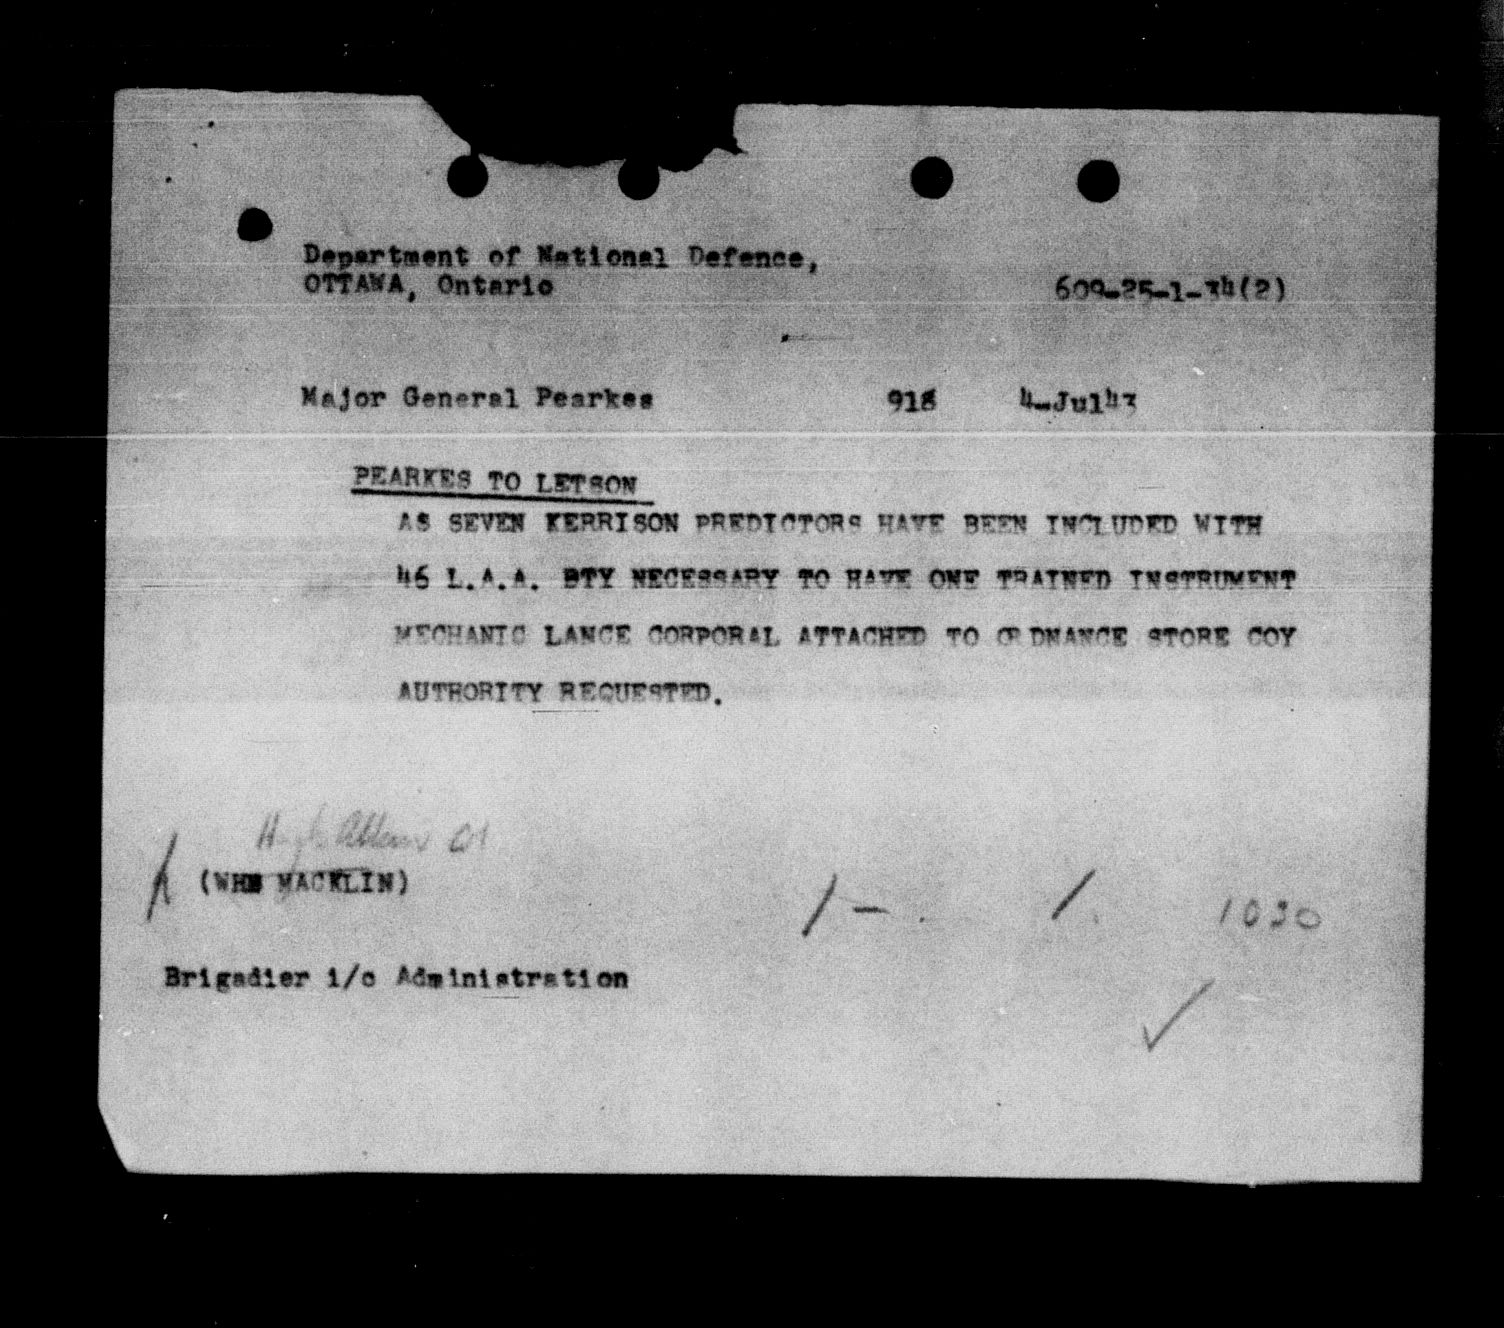 Department of National Defence,
OTTAWA, Ontario
609-25-1-34(2)
Major General Pearkes 918 4-Jul43
PEARKES TO LETSON
AS SEVEN KERRISON PREDICTORS HAVE BEEN INCLUDED WITH
46 L.A.A. BTY NECESSARY TO HAVE ONE TRAINED INSTRUMENT
MECHANIC LANCE CORPORAL ATTACHED TO ORDNANCE STORE COY
AUTHORITY REQUESTED.
(WHS MACKLIN)
1030
Brigadier i/c Administration